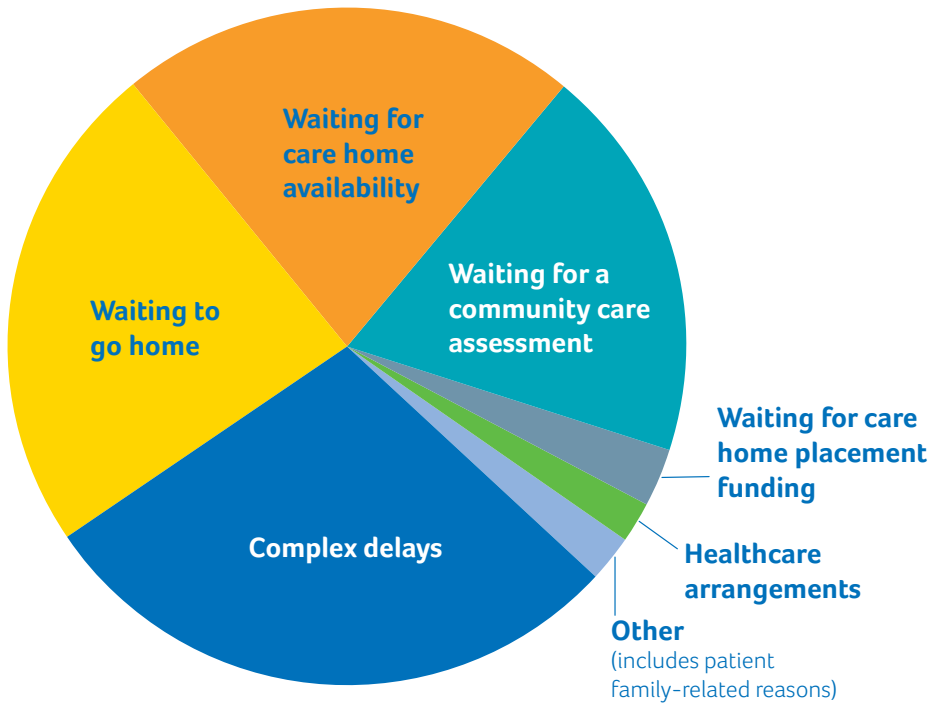 Waiting for
care home
availability
Waiting for a
community care
assessment
Waiting to
go home
Waiting for care
home placement
funding
Complex delays
Healthcare
arrangements
Other
(includes patient
family-related reasons)